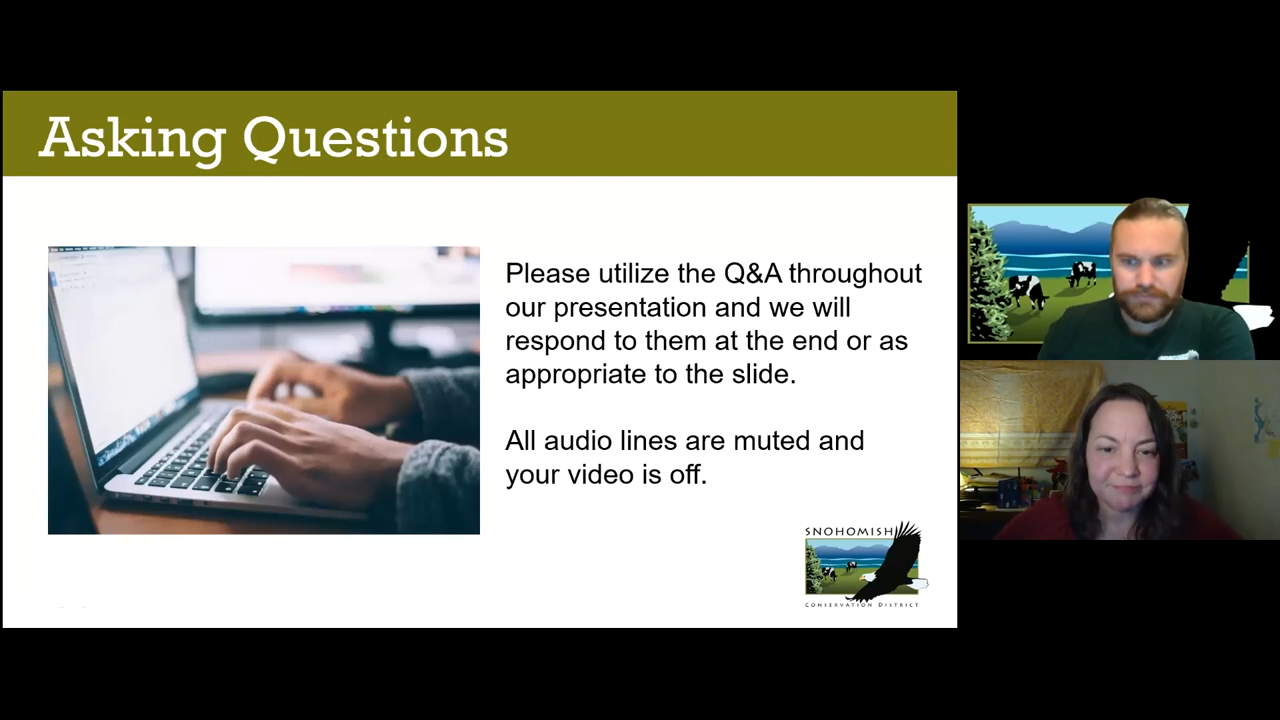 Asking Questions
Please utilize the Q&A throughout
our presentation and we will
respond to them at the end or as
appropriate to the slide.
All audio lines are muted and
your video is off.
SNOHOMISH
CONSERVATION DISTRICT